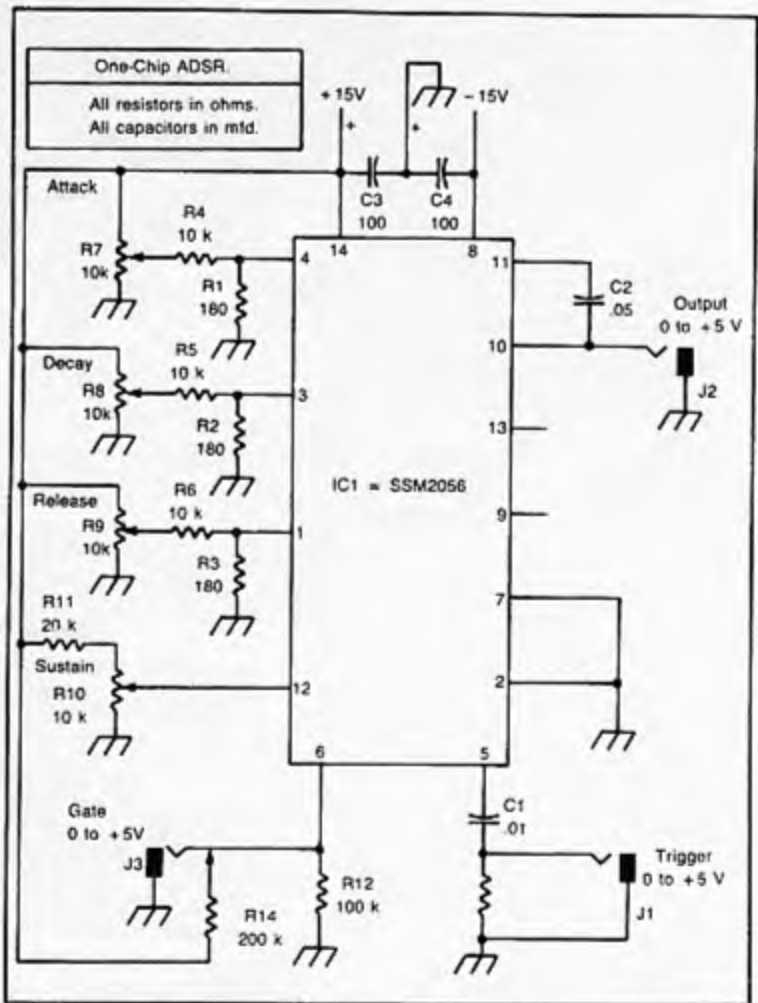 One-Chip ADSR.
All resistors in ohms.
All capacitors in mfd.
+15V
-15V
+
+
C3
100
C4
100
Attack
R7
10k
R4
10 k
R1
180
4
14
8
11
C2
.05
Output
0 to +5 V
10
J2
Decay
R8
10k
R5
10 k
R2
180
3
13
IC1 = SSM2056
Release
R9
10k
R6
10 k
R3
180
1
9
R11
20 k
Sustain
R10
10 k
12
7
2
6
5
Gate
0 to +5V
J3
R14
200 k
R12
100 k
C1
.01
Trigger
0 to +5 V
J1